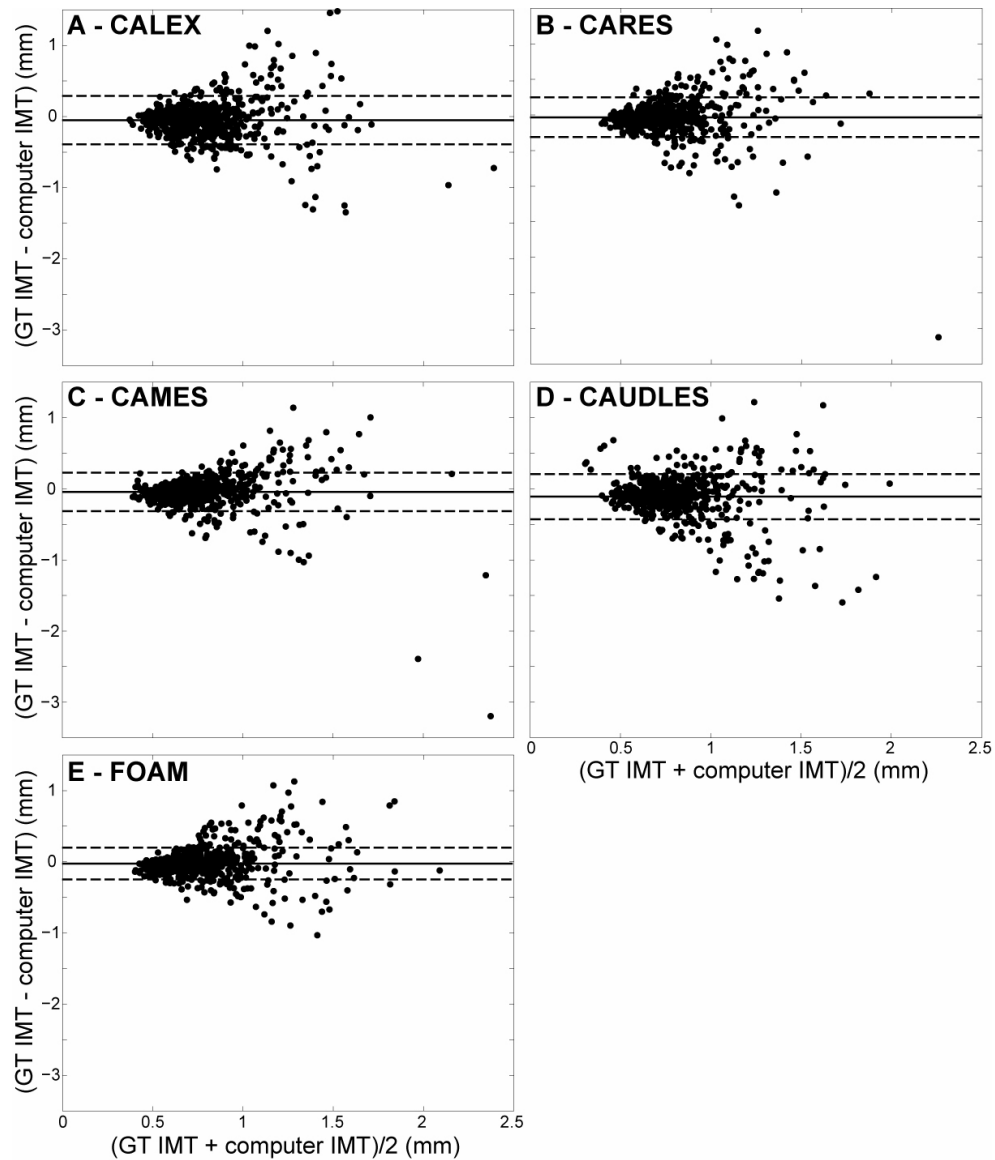 A - CALEX
B - CARES
(GT IMT - computer IMT) (mm)
1
0
−1
−2
−3
C - CAMES
D - CAUDLES
(GT IMT - computer IMT) (mm)
1
0
−1
−2
−3
0 0.5 1 1.5 2 2.5
(GT IMT + computer IMT)/2 (mm)
E - FOAM
(GT IMT - computer IMT) (mm)
1
0
−1
−2
−3
0 0.5 1 1.5 2 2.5
(GT IMT + computer IMT)/2 (mm)